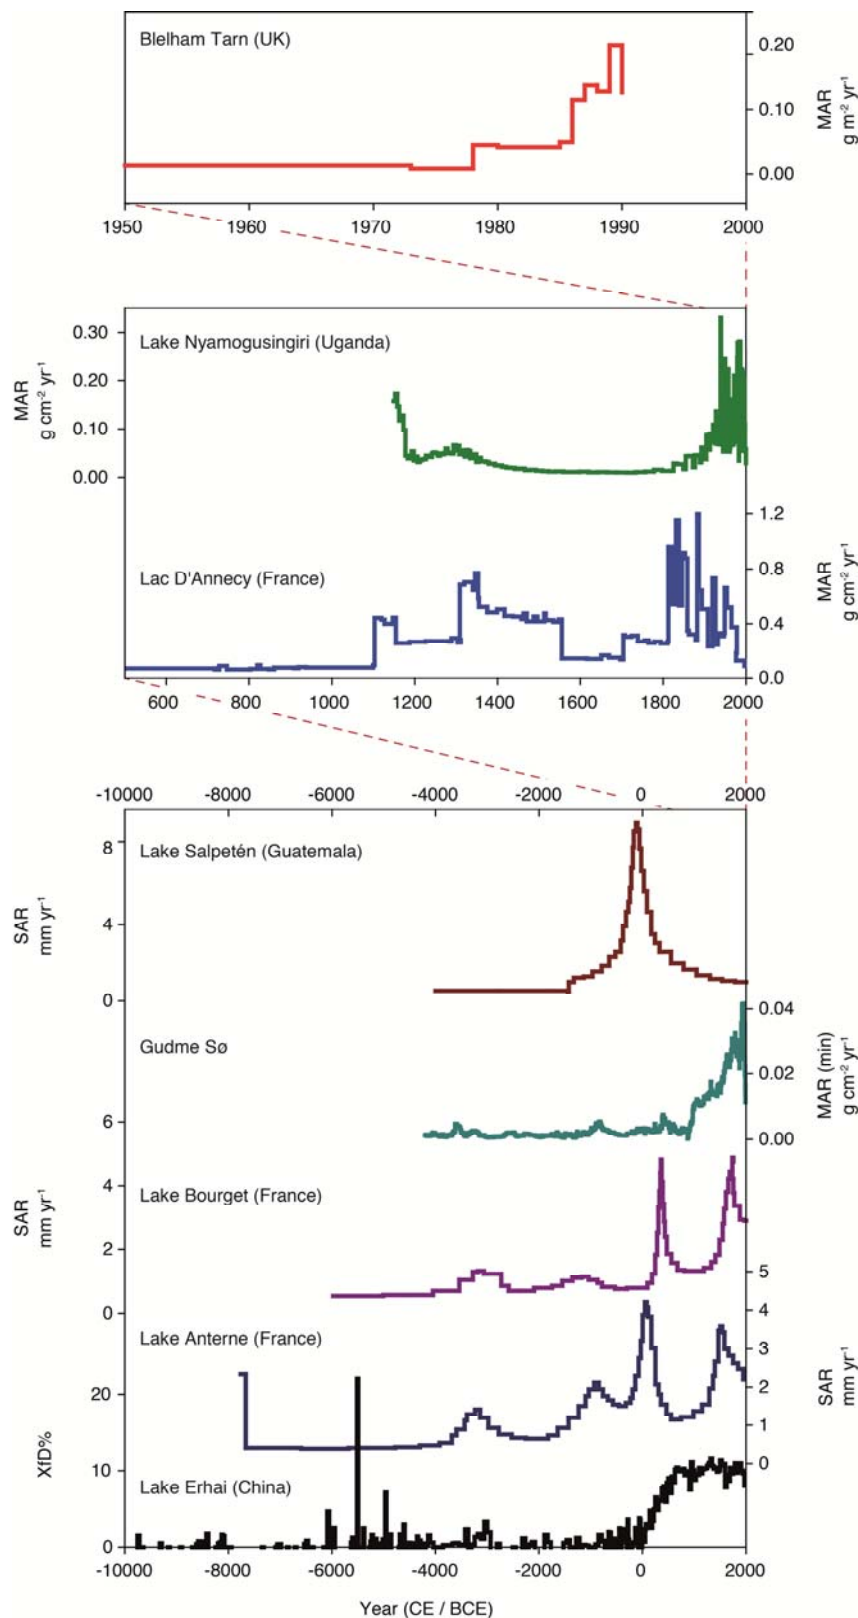 Blelham Tarn (UK)
0.20
0.10
0.00
MAR
g m-2 yr-1
1950 1960 1970 1980 1990 2000
Lake Nyamogusingiri (Uganda)
0.30
0.20
0.10
0.00
MAR
g cm-2 yr-1
Lac D'Annecy (France)
1.2
0.8
0.4
0.0
MAR
g cm-2 yr-1
600 800 1000 1200 1400 1600 1800 2000
-10000 -8000 -6000 -4000 -2000 0 2000
Lake Salpetén (Guatemala)
8
4
0
SAR
mm yr-1
Gudme Sø
0.04
0.02
0.00
MAR (min)
g cm-2 yr-1
Lake Bourget (France)
6
4
2
0
SAR
mm yr-1
Lake Anterne (France)
5
4
3
2
1
0
SAR
mm yr-1
Lake Erhai (China)
20
10
0
XfD%
-10000 -8000 -6000 -4000 -2000 0 2000
Year (CE / BCE)